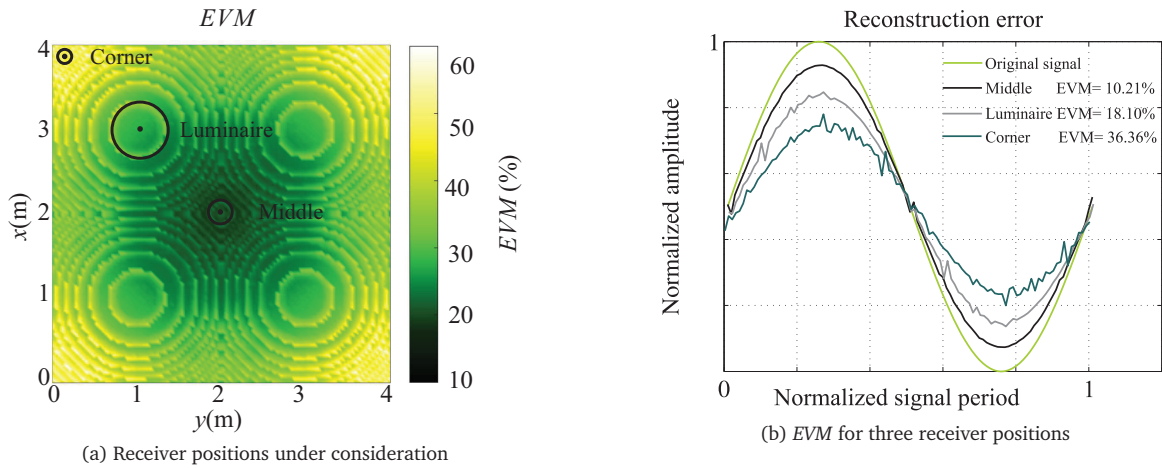 EVM
4
3
2
1
0
x(m)
Corner
Luminaire
Middle
0
1
2
3
4
y(m)
60
50
40
30
20
10
EVM (%)
(a) Receiver positions under consideration
Reconstruction error
1
Normalized amplitude
Original signal
Middle EVM= 10.21%
Luminaire EVM= 18.10%
Corner EVM= 36.36%
0
1
Normalized signal period
(b) EVM for three receiver positions